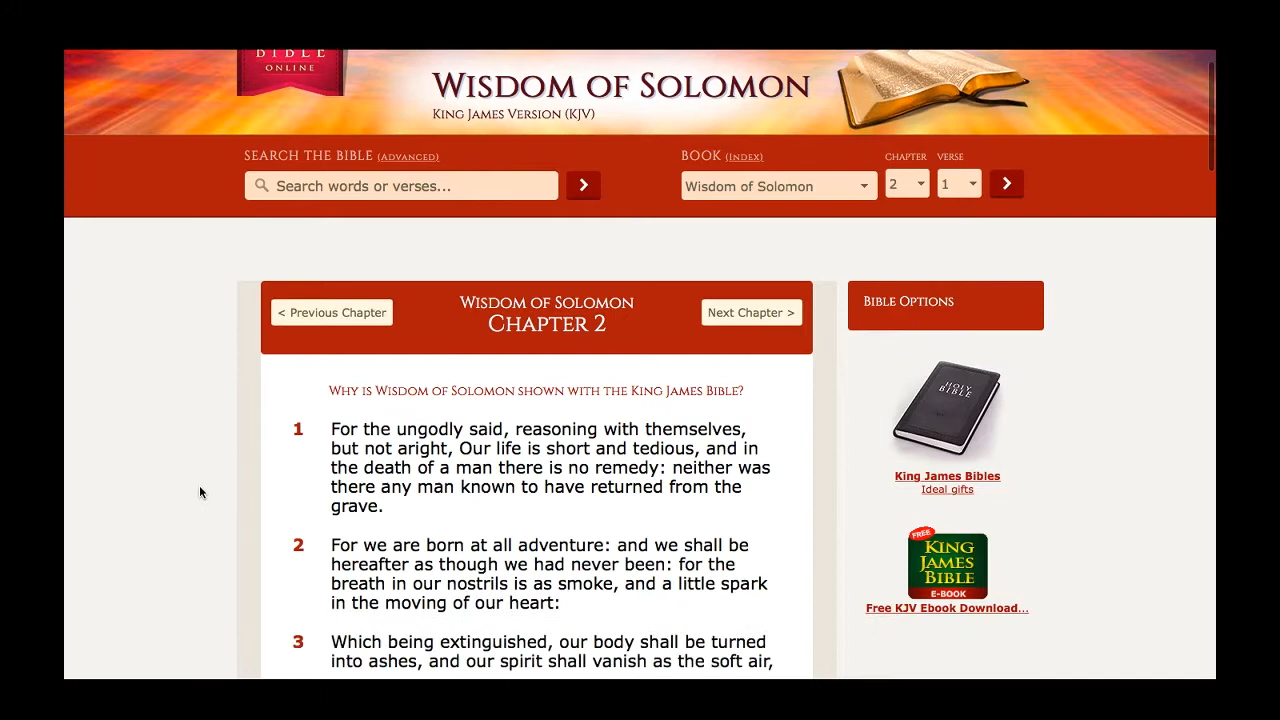 BIBLE
ONLINE
WISDOM OF SOLOMON
KING JAMES VERSION (KJV)
SEARCH THE BIBLE (ADVANCED)
Search words or verses...
BOOK (INDEX)
Wisdom of Solomon
CHAPTER
2
VERSE
1
< Previous Chapter
WISDOM OF SOLOMON
CHAPTER 2
Next Chapter >
WHY IS WISDOM OF SOLOMON SHOWN WITH THE KING JAMES BIBLE?
1 For the ungodly said, reasoning with themselves,
but not aright, Our life is short and tedious, and in
the death of a man there is no remedy: neither was
there any man known to have returned from the
grave.
2 For we are born at all adventure: and we shall be
hereafter as though we had never been: for the
breath in our nostrils is as smoke, and a little spark
in the moving of our heart:
3 Which being extinguished, our body shall be turned
into ashes, and our spirit shall vanish as the soft air,
BIBLE OPTIONS
HOLY
BIBLE
King James Bibles
Ideal gifts
FREE
KING
JAMES
BIBLE
E-BOOK
Free KJV Ebook Download...